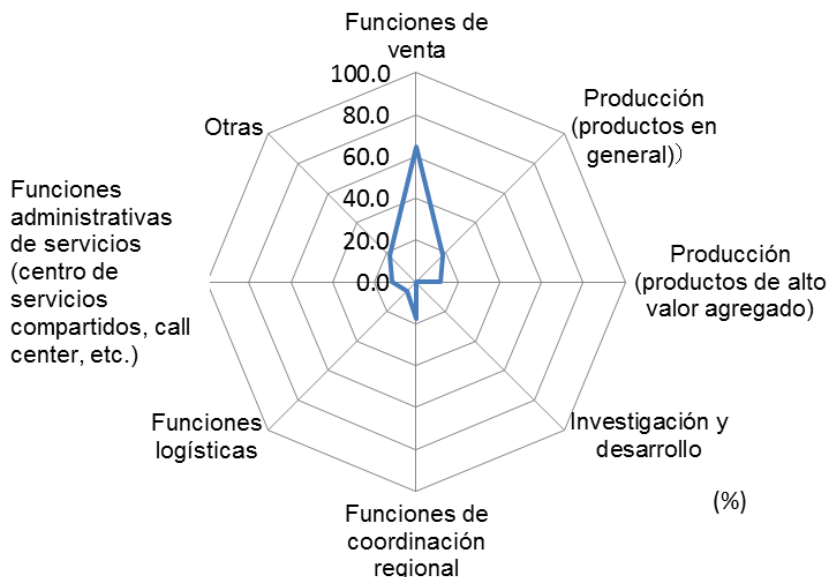 Funciones de
venta
100.0
80.0
60.0
40.0
20.0
0.0
Producción
(productos en
general)）
Producción
(productos de alto
valor agregado)
Investigación y
desarrollo
(%)
Funciones de
coordinación
regional
Funciones
logísticas
Funciones
administrativas
de servicios
(centro de
servicios
compartidos, call
center, etc.)
Otras